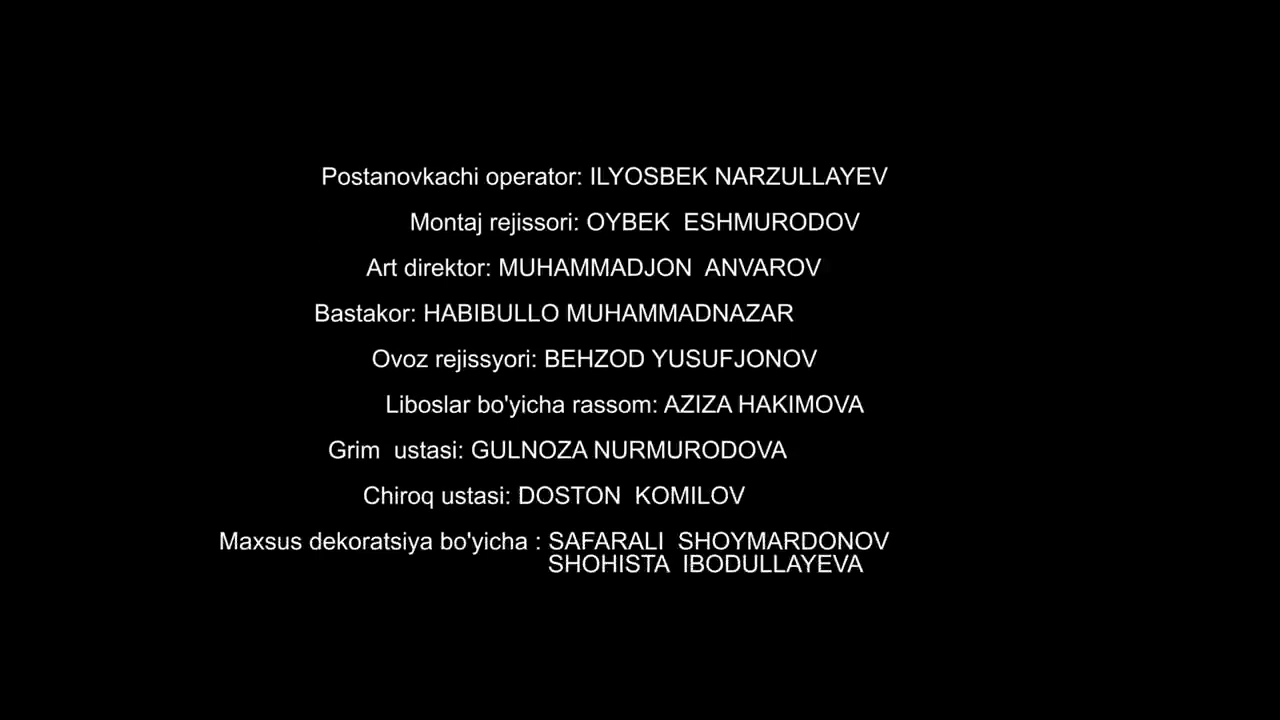 Postanovkachi operator: ILYOSBEK NARZULLAYEV
Montaj rejissori: OYBEK  ESHMURODOV
Art direktor: MUHAMMADJON  ANVAROV
Bastakor: HABIBULLO MUHAMMADNAZAR
Ovoz rejissyori: BEHZOD YUSUFJONOV
Liboslar bo'yicha rassom: AZIZA HAKIMOVA
Grim  ustasi: GULNOZA NURMURODOVA
Chiroq ustasi: DOSTON  KOMILOV
Maxsus dekoratsiya bo'yicha : SAFARALI  SHOYMARDONOV
SHOHISTA  IBODULLAYEVA